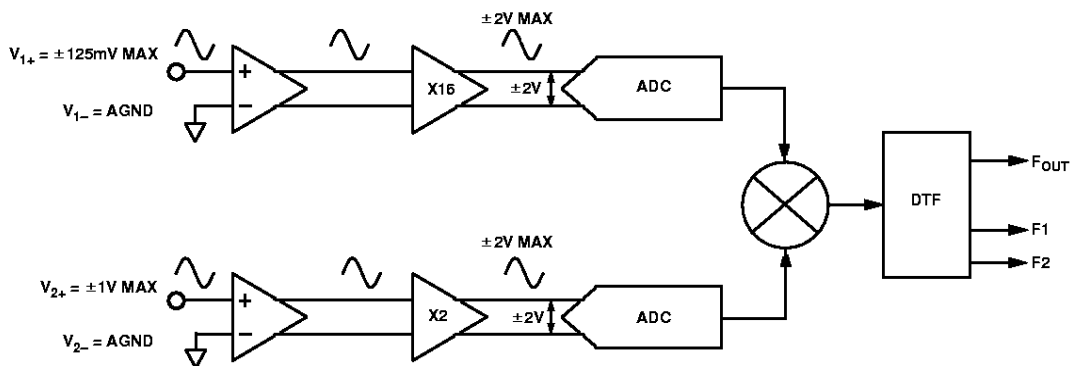 ±2V MAX
V1+ = ±125mV MAX
+
X16
±2V
ADC
V1– = AGND
–
DTF
FOUT
F1
F2
±2V MAX
V2+ = ±1V MAX
+
X2
±2V
ADC
V2– = AGND
–